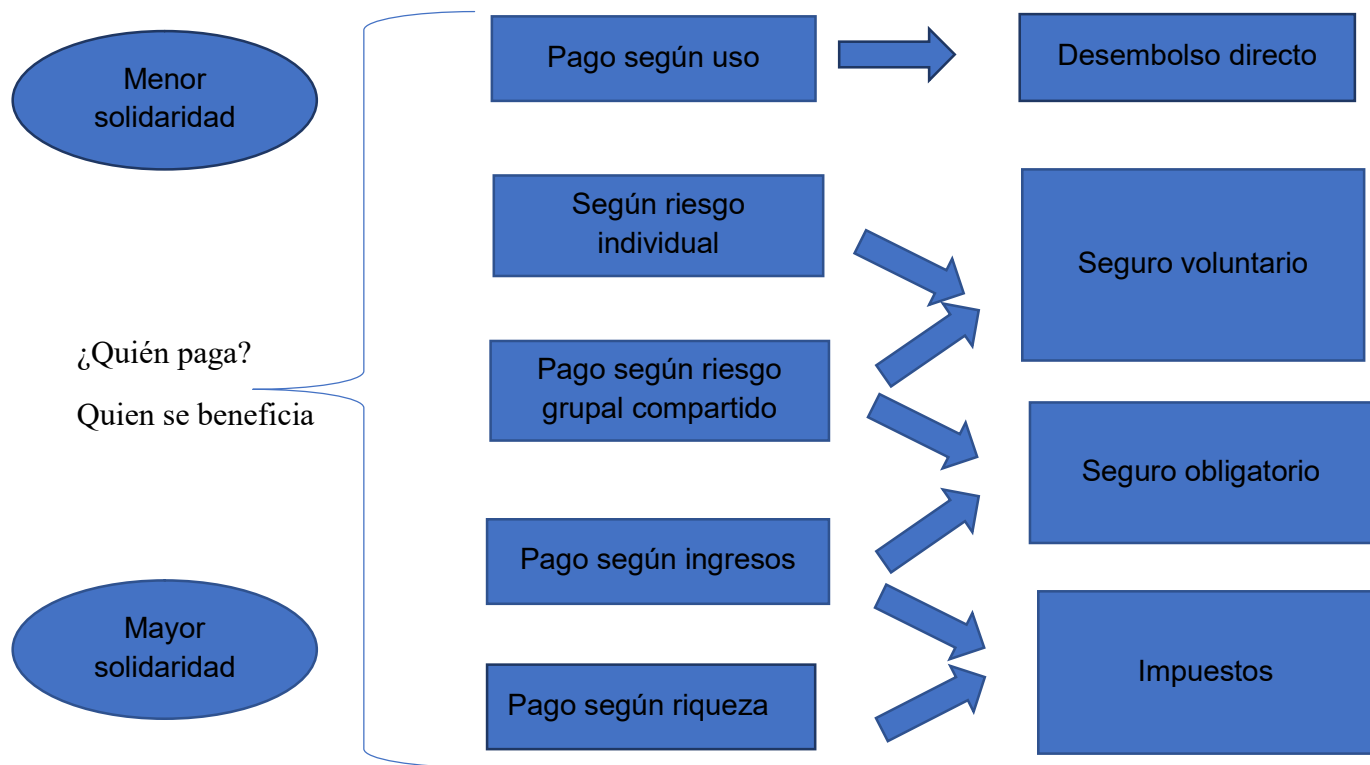 Menor
solidaridad
¿Quién paga?
Quien se beneficia
Mayor
solidaridad
Pago según uso
Según riesgo
individual
Pago según riesgo
grupal compartido
Pago según ingresos
Pago según riqueza
Desembolso directo
Seguro voluntario
Seguro obligatorio
Impuestos